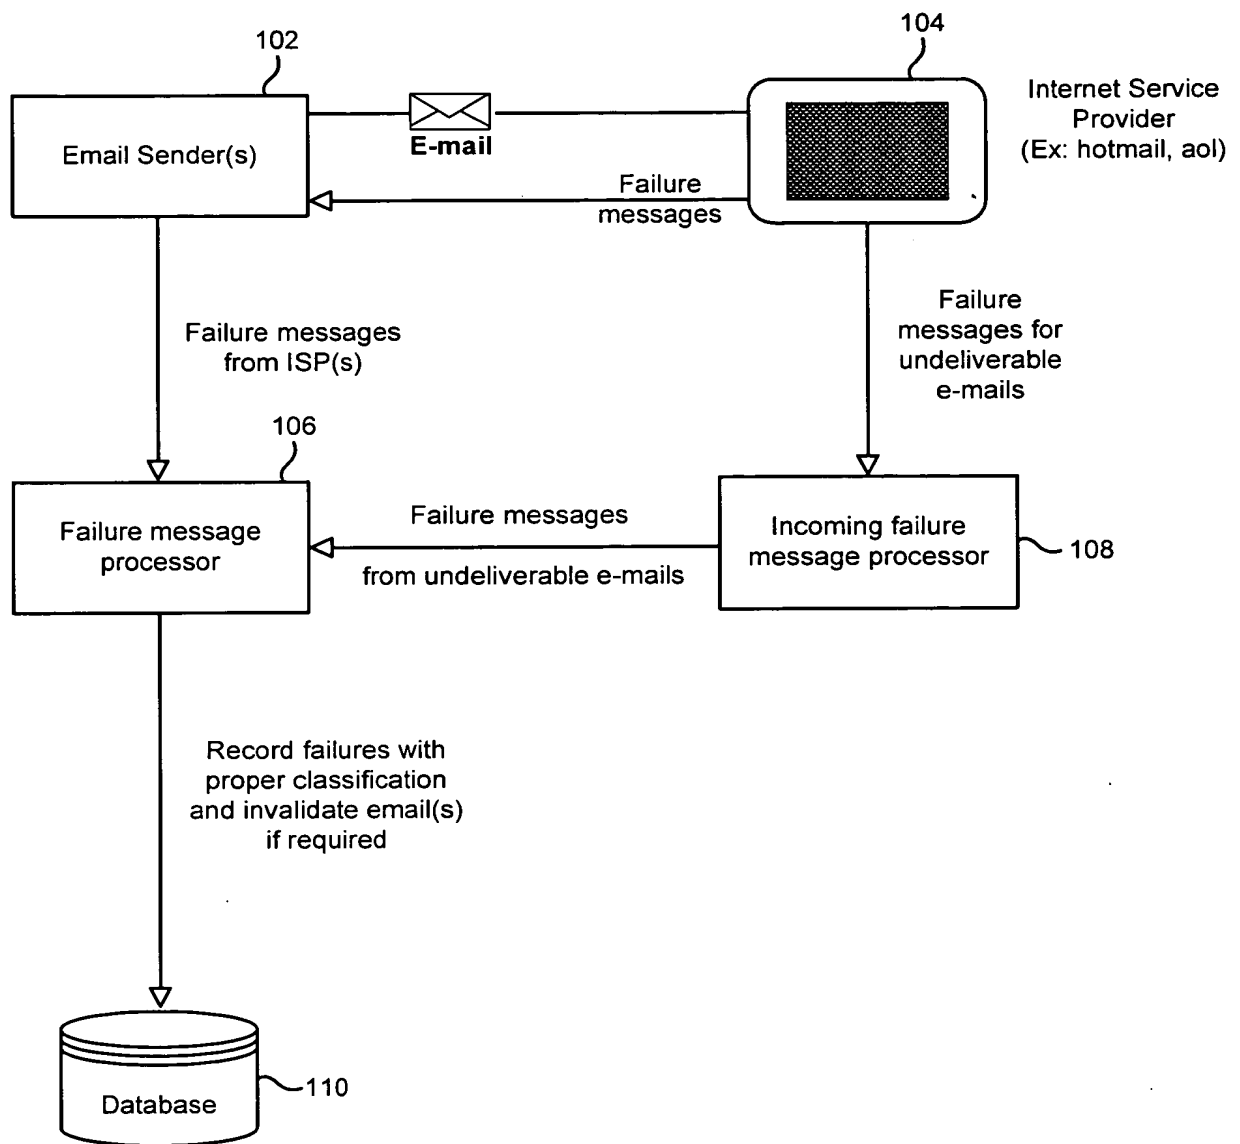 102
104
Internet Service
Provider
(Ex: hotmail, aol)
Email Sender(s)
E-mail
Failure
messages
Failure messages
from ISP(s)
Failure
messages for
undeliverable
e-mails
106
Failure message
processor
Failure messages
from undeliverable e-mails
Incoming failure
message processor
108
Record failures with
proper classification
and invalidate email(s)
if required
Database
110